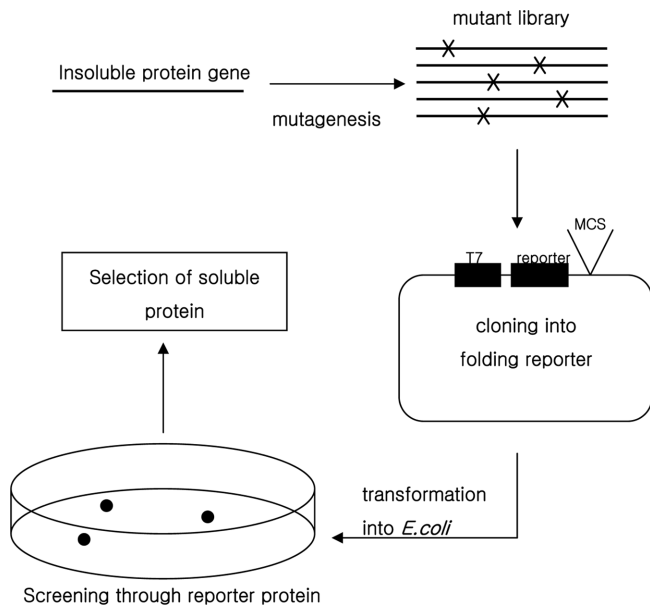 mutant library
Insoluble protein gene
mutagenesis
MCS
T7 reporter
cloning into
folding reporter
Selection of soluble
protein
transformation
into E.coli
Screening through reporter protein